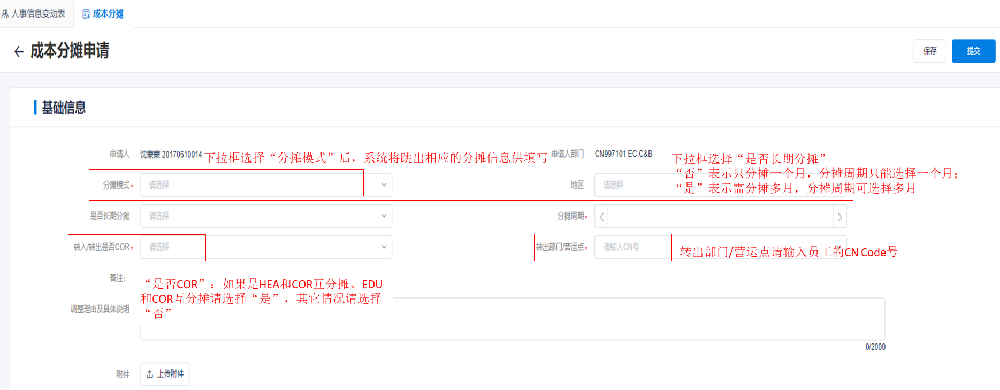 人事信息变动表
成本分摊
成本分摊申请
保存
提交
基础信息
申请人
沈蒙蒙 20170610014
下拉框选择“分摊模式”后，系统将跳出相应的分摊信息供填写
申请人部门
CN997101 EC C&B
下拉框选择“是否长期分摊”
“否”表示只分摊一个月，分摊周期只能选择一个月；
“是”表示需分摊多月，分摊周期可选择多月
分摊模式*
请选择
地区
请选择
是否长期分摊
请选择
分摊周期*
转入/转出是否COR*
请选择
转出部门/营运点*
请输入CN号
转出部门/营运点请输入员工的CN Code号
备注：
“是否COR”：如果是HEA和COR互分摊、EDU
和COR互分摊请选择“是”，其它情况请选择
“否”
调整理由及具体说明
0/2000
附件
上传附件